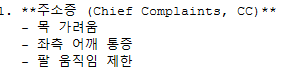 1. **주소증 (Chief Complaints, CC)**
- 목 가려움
- 좌측 어깨 통증
- 팔 움직임 제한